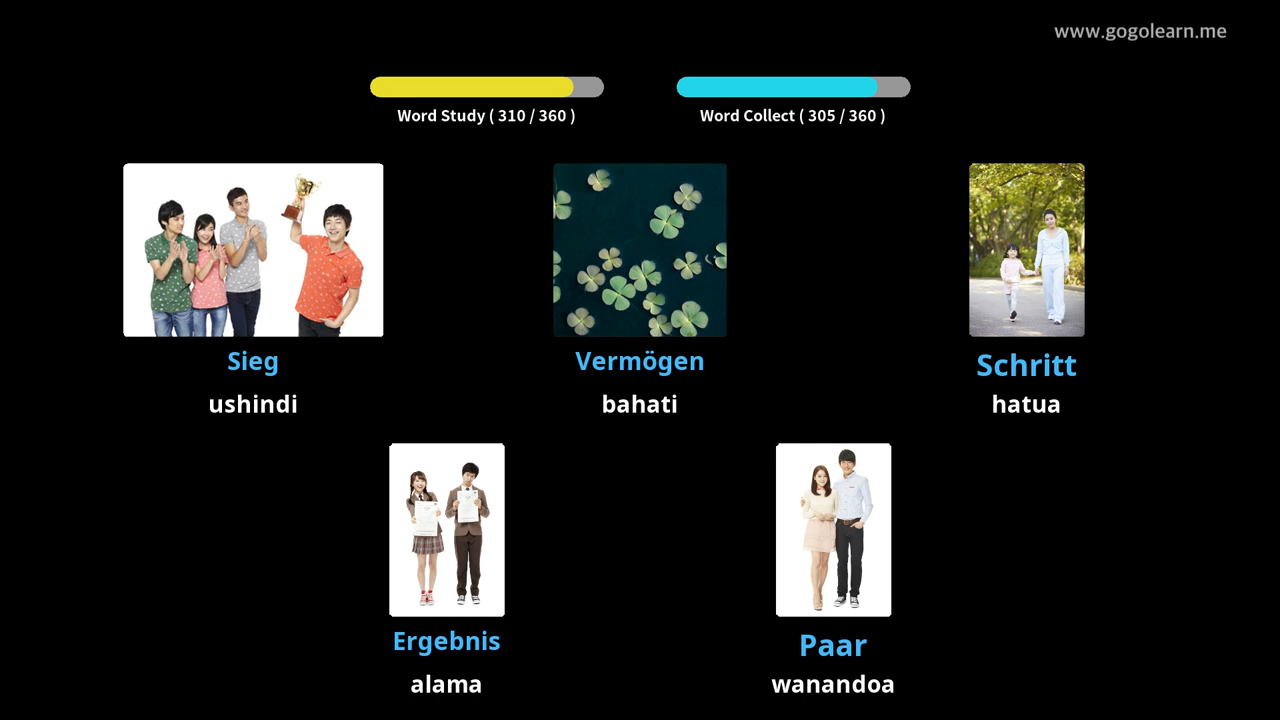 www.gogolearn.me
Word Study ( 310 / 360 )
Word Collect ( 305 / 360 )
Sieg
ushindi
Vermögen
bahati
Schritt
hatua
Ergebnis
alama
Paar
wanandoa